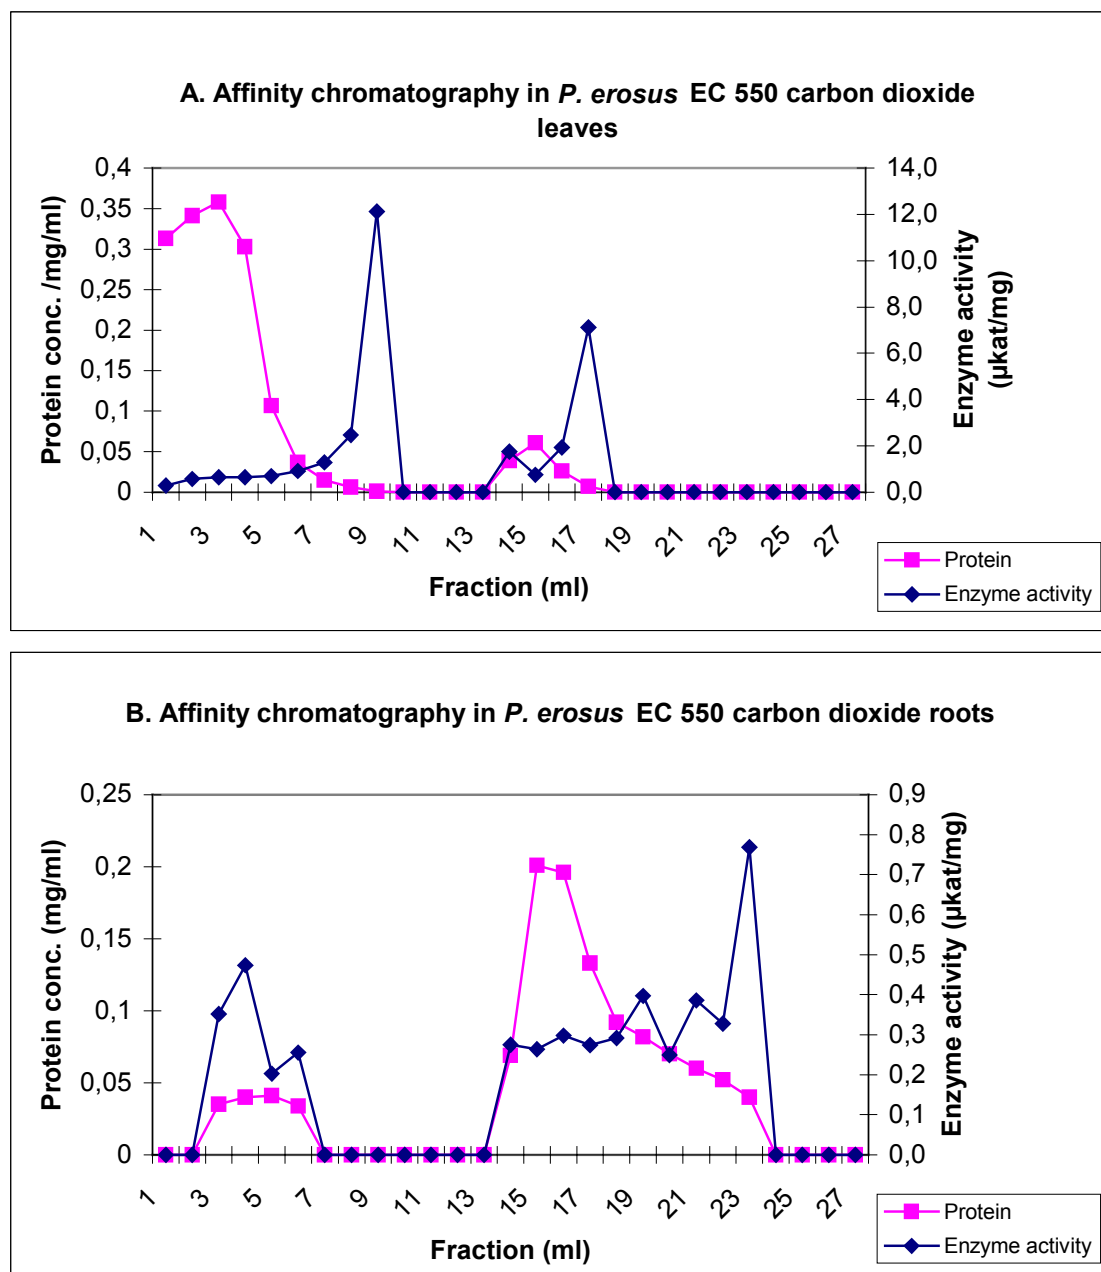 A. Affinity chromatography in P. erosus EC 550 carbon dioxide
leaves
Protein conc. /mg/ml)
0,4
0,35
0,3
0,25
0,2
0,15
0,1
0,05
0
14,0
12,0
10,0
8,0
6,0
4,0
2,0
0,0
Enzyme activity
(µkat/mg)
1 3 5 7 9 11 13 15 17 19 21 23 25 27
Fraction (ml)
Protein
Enzyme activity
B. Affinity chromatography in P. erosus EC 550 carbon dioxide roots
Protein conc. (mg/ml)
0,25
0,2
0,15
0,1
0,05
0
0,9
0,8
0,7
0,6
0,5
0,4
0,3
0,2
0,1
0,0
Enzyme activity (µkat/mg)
1 3 5 7 9 11 13 15 17 19 21 23 25 27
Fraction (ml)
Protein
Enzyme activity